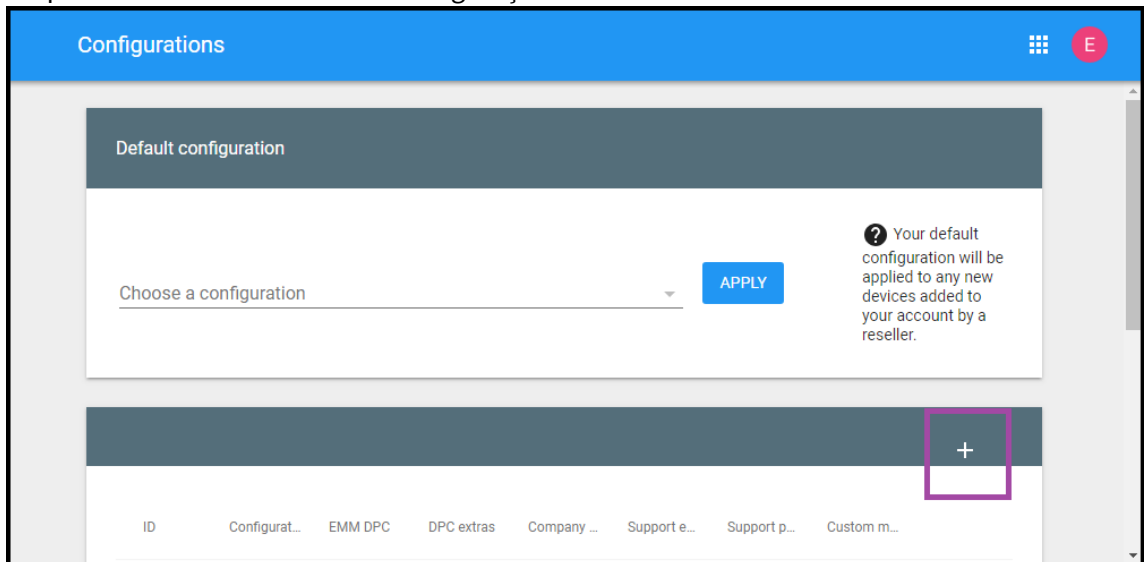 Configurations
E
Default configuration
Choose a configuration
APPLY
? Your default
configuration will be
applied to any new
devices added to
your account by a
reseller.
+
ID Configurat... EMM DPC DPC extras Company ... Support e... Support p... Custom m...